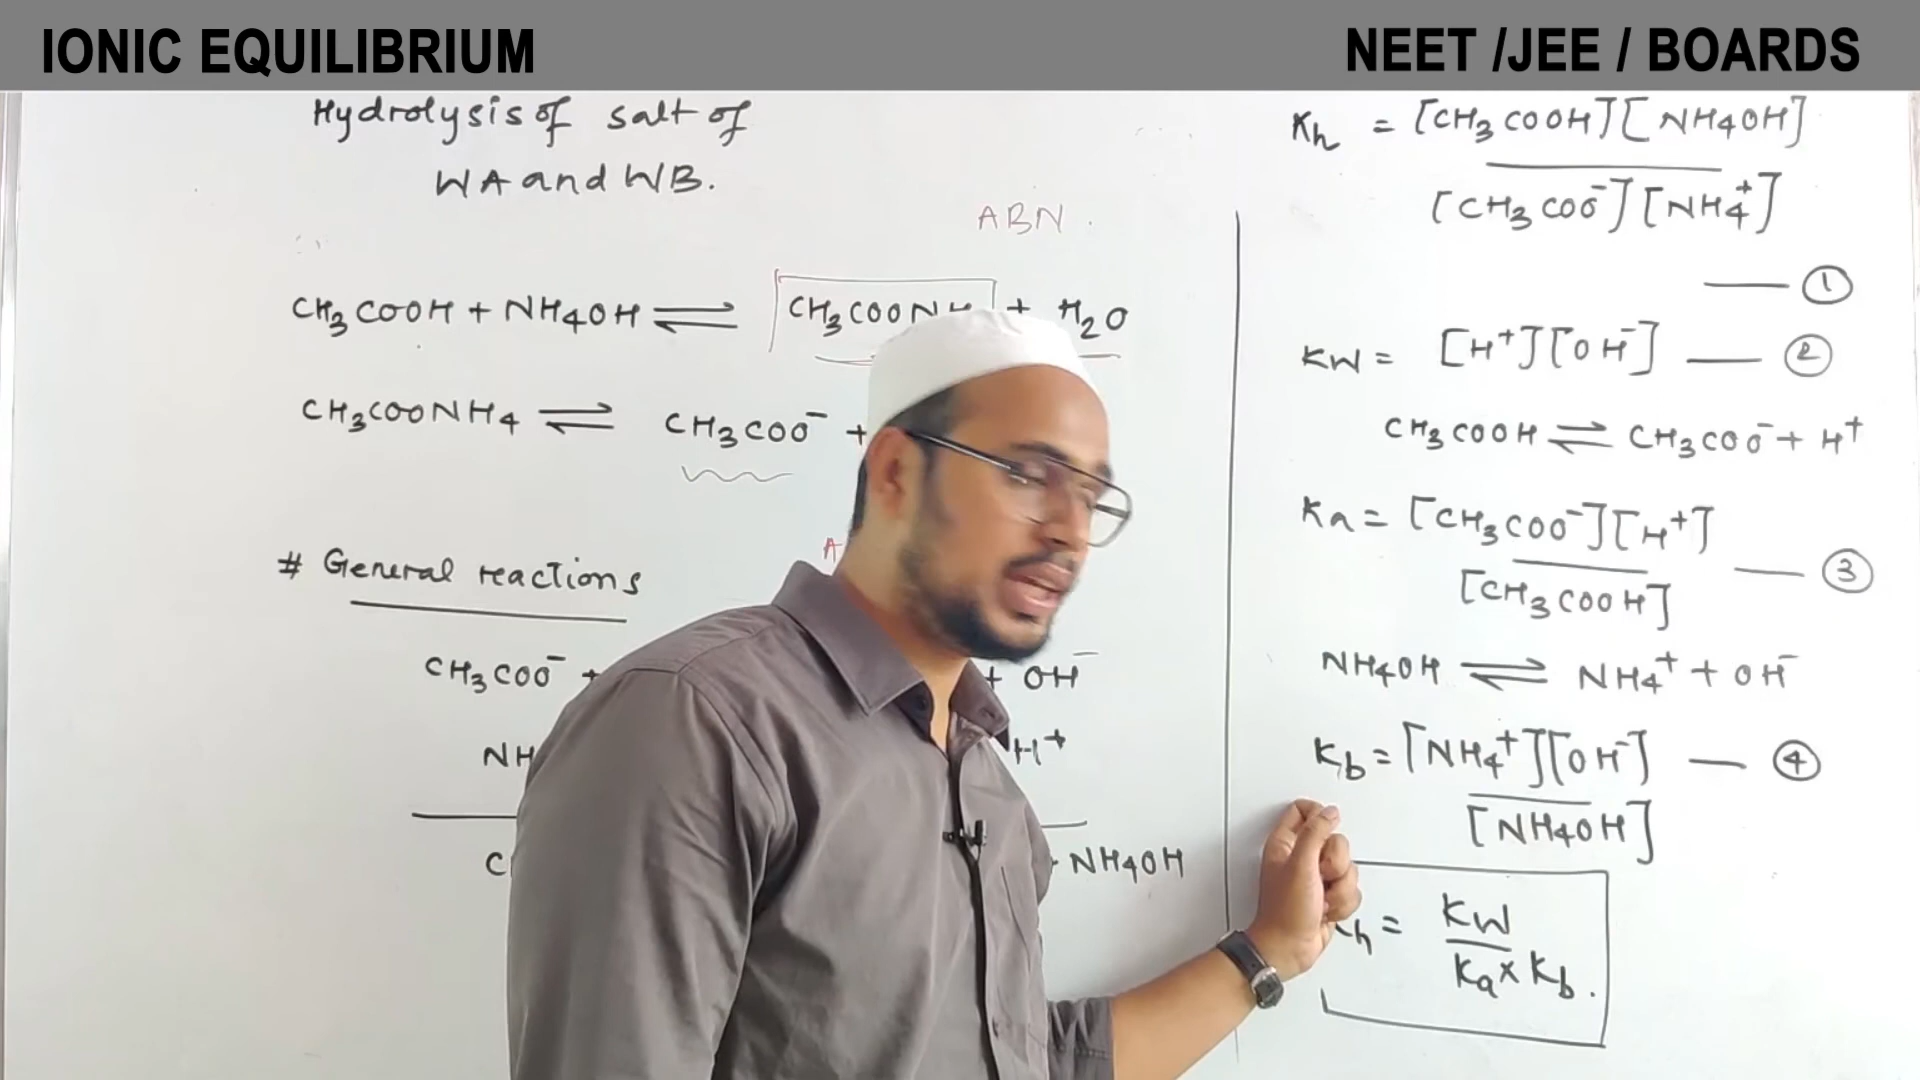 IONIC EQUILIBRIUM
NEET /JEE / BOARDS
Hydrolysis of salt of
WA and WB.
ABN .
CH₃COOH + NH₄OH ⇌ CH₃COONH + H₂O
CH₃COONH₄ ⇌ CH₃COO⁻ +
# General reactions
A
CH₃COO⁻ + + OH⁻
NH H⁺
C + NH₄OH
Kh = [CH₃COOH][NH₄OH]
[CH₃COO⁻][NH₄⁺]
— ①
KW = [H⁺][OH⁻] — ②
CH₃COOH ⇌ CH₃COO⁻ + H⁺
Ka = [CH₃COO⁻][H⁺]
— ③
[CH₃COOH]
NH₄OH ⇌ NH₄⁺ + OH⁻
Kb = [NH₄⁺][OH⁻] — ④
[NH₄OH]
h = KW
Ka × Kb .